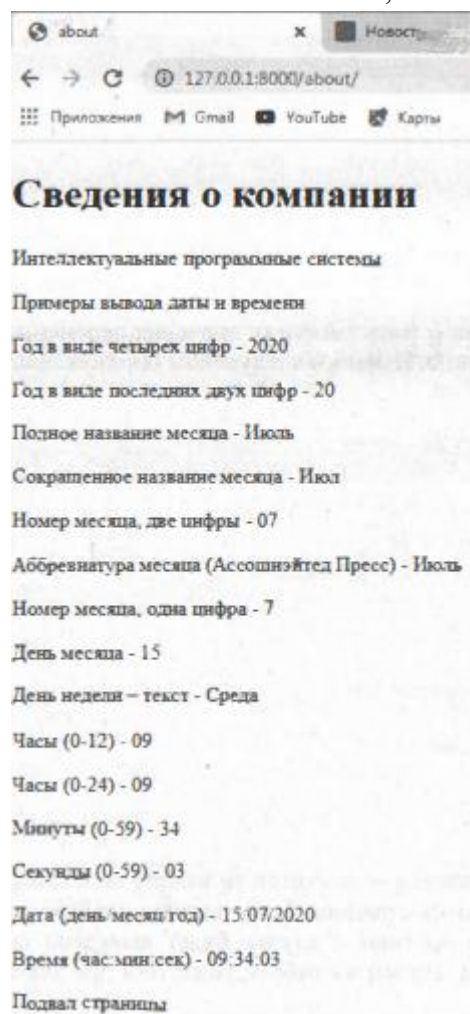 about
Новост
127.0.0.1:8000/about/
Приложения Gmail YouTube Карты
Сведения о компании
Интеллектуальные программные системы
Примеры вывода даты и времени
Год в виде четырех цифр - 2020
Год в виде последних двух цифр - 20
Полное название месяца - Июль
Сокращенное название месяца - Июл
Номер месяца, две цифры - 07
Аббревиатура месяца (Ассошиэйтед Пресс) - Июль
Номер месяца, одна цифра - 7
День месяца - 15
День недели – текст - Среда
Часы (0-12) - 09
Часы (0-24) - 09
Минуты (0-59) - 34
Секунды (0-59) - 03
Дата (день месяц год) - 15/07/2020
Время (час:мин:сек) - 09:34:03
Подвал страницы